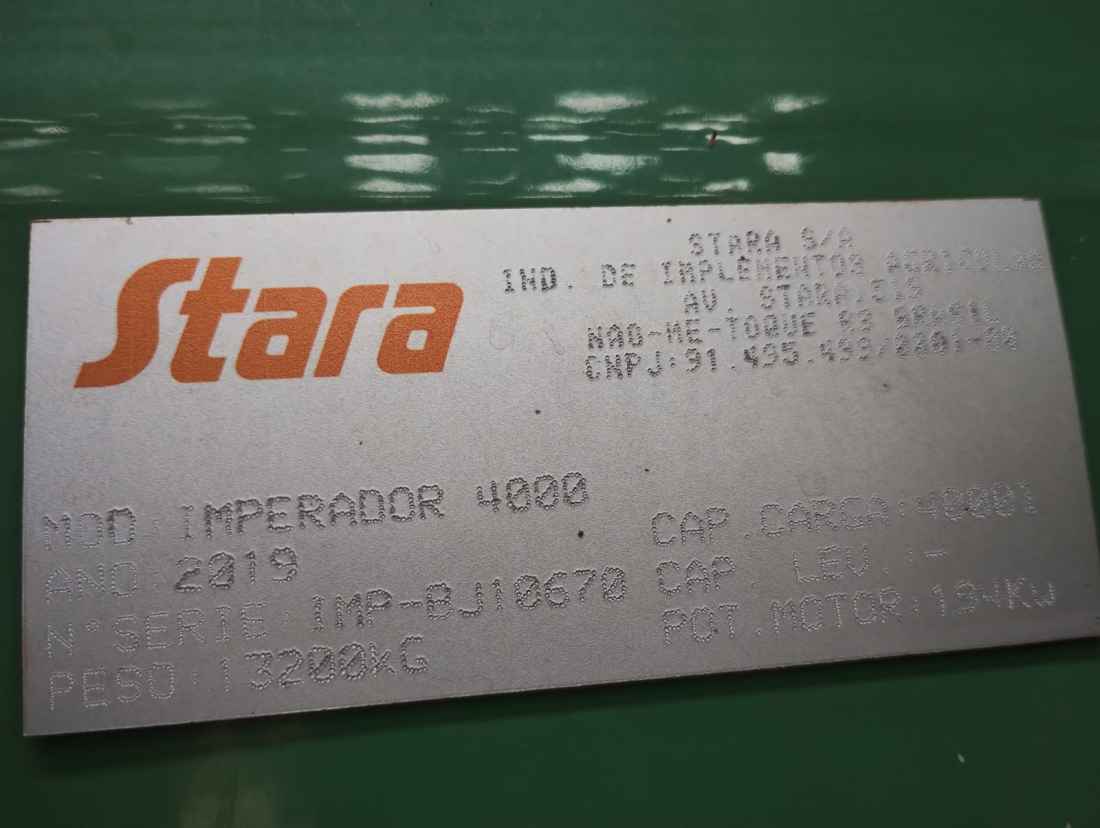 Stara
STARA S/A
IND. DE IMPLEMENTOS AGRICOLAS
AV. STARA,519
NAO-ME-TOQUE RS BRASIL
CNPJ:91.495.499/0001-00
MOD:IMPERADOR 4000
ANO:2019
N°SERIE:IMP-BJ10670
PESO:13200KG
CAP.CARGA:4000l
CAP LEV.:-
POT.MOTOR:194KW